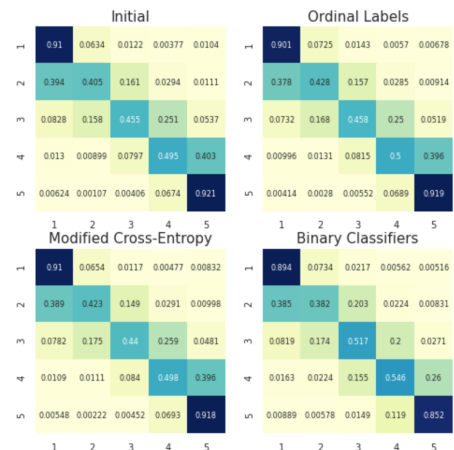 Initial
1 0.91 0.0634 0.0122 0.00377 0.0104
2 0.394 0.405 0.161 0.0294 0.0111
3 0.0828 0.158 0.455 0.251 0.0537
4 0.013 0.00899 0.0797 0.495 0.403
5 0.00624 0.00107 0.00406 0.0674 0.921
1 2 3 4 5
Ordinal Labels
1 0.901 0.0725 0.0143 0.0057 0.00678
2 0.378 0.428 0.157 0.0285 0.00914
3 0.0732 0.168 0.458 0.25 0.0519
4 0.00996 0.0131 0.0815 0.5 0.396
5 0.00414 0.0028 0.00552 0.0689 0.919
1 2 3 4 5
Modified Cross-Entropy
1 0.91 0.0654 0.0117 0.00477 0.00832
2 0.389 0.423 0.149 0.0291 0.00998
3 0.0782 0.175 0.44 0.259 0.0481
4 0.0109 0.0111 0.084 0.498 0.396
5 0.00548 0.00222 0.00452 0.0693 0.918
1 2 3 4 5
Binary Classifiers
1 0.894 0.0734 0.0217 0.00562 0.00516
2 0.385 0.382 0.203 0.0224 0.00831
3 0.0819 0.174 0.517 0.2 0.0271
4 0.0163 0.0224 0.155 0.546 0.26
5 0.00889 0.00578 0.0149 0.119 0.852
1 2 3 4 5